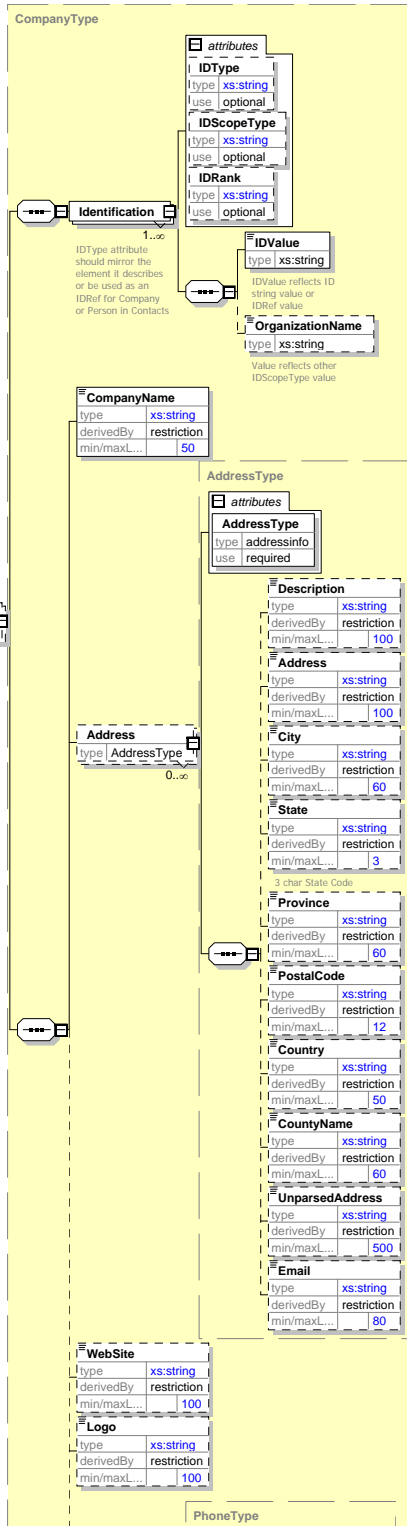 CompanyType
attributes
IDType
type xs:string
use optional
IDScopeType
type xs:string
use optional
IDRank
type xs:string
use optional
Identification
1..∞
IDType attribute
should mirror the
element it describes
or be used as an
IDRef for Company
or Person in Contacts
IDValue
type xs:string
IDValue reflects ID
string value or
IDRef value
OrganizationName
type xs:string
Value reflects other
IDScopeType value
CompanyName
type xs:string
derivedBy restriction
min/maxL... 50
AddressType
attributes
AddressType
type addressinfo
use required
Address
type AddressType
0..∞
Description
type xs:string
derivedBy restriction
min/maxL... 100
Address
type xs:string
derivedBy restriction
min/maxL... 100
City
type xs:string
derivedBy restriction
min/maxL... 60
State
type xs:string
derivedBy restriction
min/maxL... 3
3 char State Code
Province
type xs:string
derivedBy restriction
min/maxL... 60
PostalCode
type xs:string
derivedBy restriction
min/maxL... 12
Country
type xs:string
derivedBy restriction
min/maxL... 50
CountyName
type xs:string
derivedBy restriction
min/maxL... 60
UnparsedAddress
type xs:string
derivedBy restriction
min/maxL... 500
Email
type xs:string
derivedBy restriction
min/maxL... 80
WebSite
type xs:string
derivedBy restriction
min/maxL... 100
Logo
type xs:string
derivedBy restriction
min/maxL... 100
PhoneType